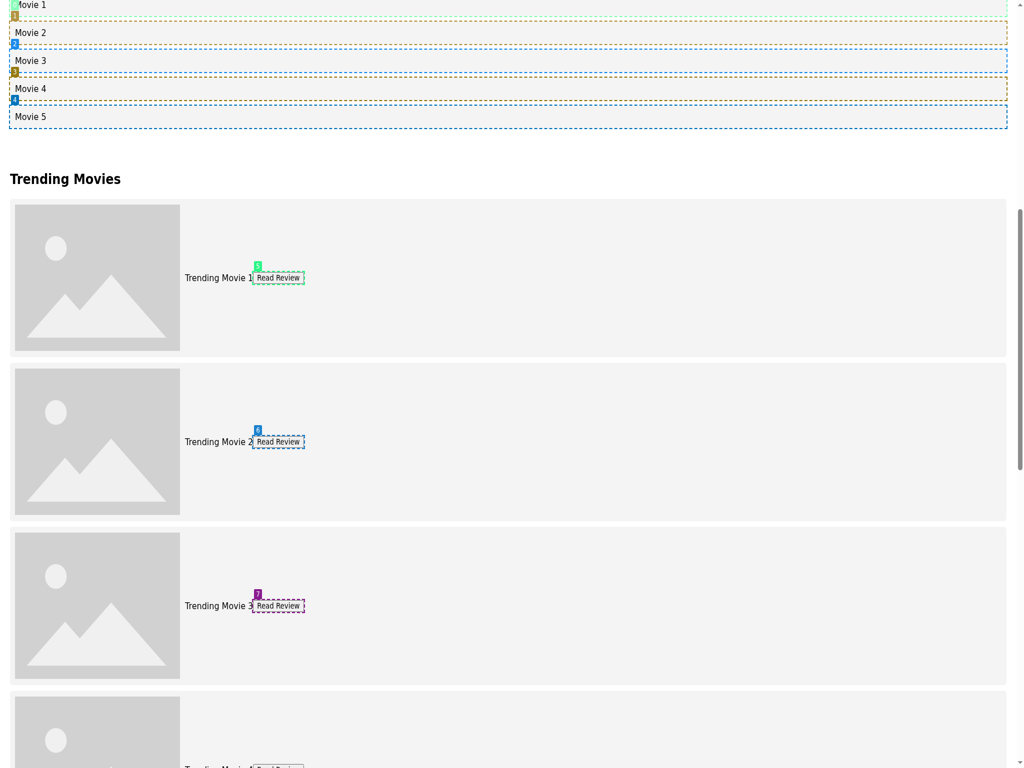 Movie 1
1
Movie 2
2
Movie 3
3
Movie 4
4
Movie 5
Trending Movies
5
Trending Movie 1 Read Review
6
Trending Movie 2 Read Review
7
Trending Movie 3 Read Review